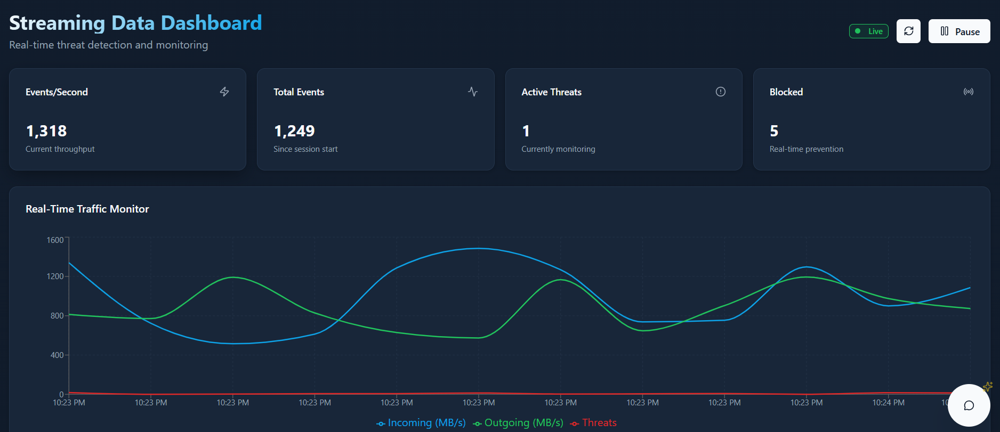 Streaming Data Dashboard
Real-time threat detection and monitoring
Live
Pause
Events/Second
1,318
Current throughput
Total Events
1,249
Since session start
Active Threats
1
Currently monitoring
Blocked
5
Real-time prevention
Real-Time Traffic Monitor
1600
1200
800
400
0
10:23 PM 10:23 PM 10:23 PM 10:23 PM 10:23 PM 10:23 PM 10:23 PM 10:23 PM 10:23 PM 10:23 PM 10:24 PM
Incoming (MB/s) Outgoing (MB/s) Threats